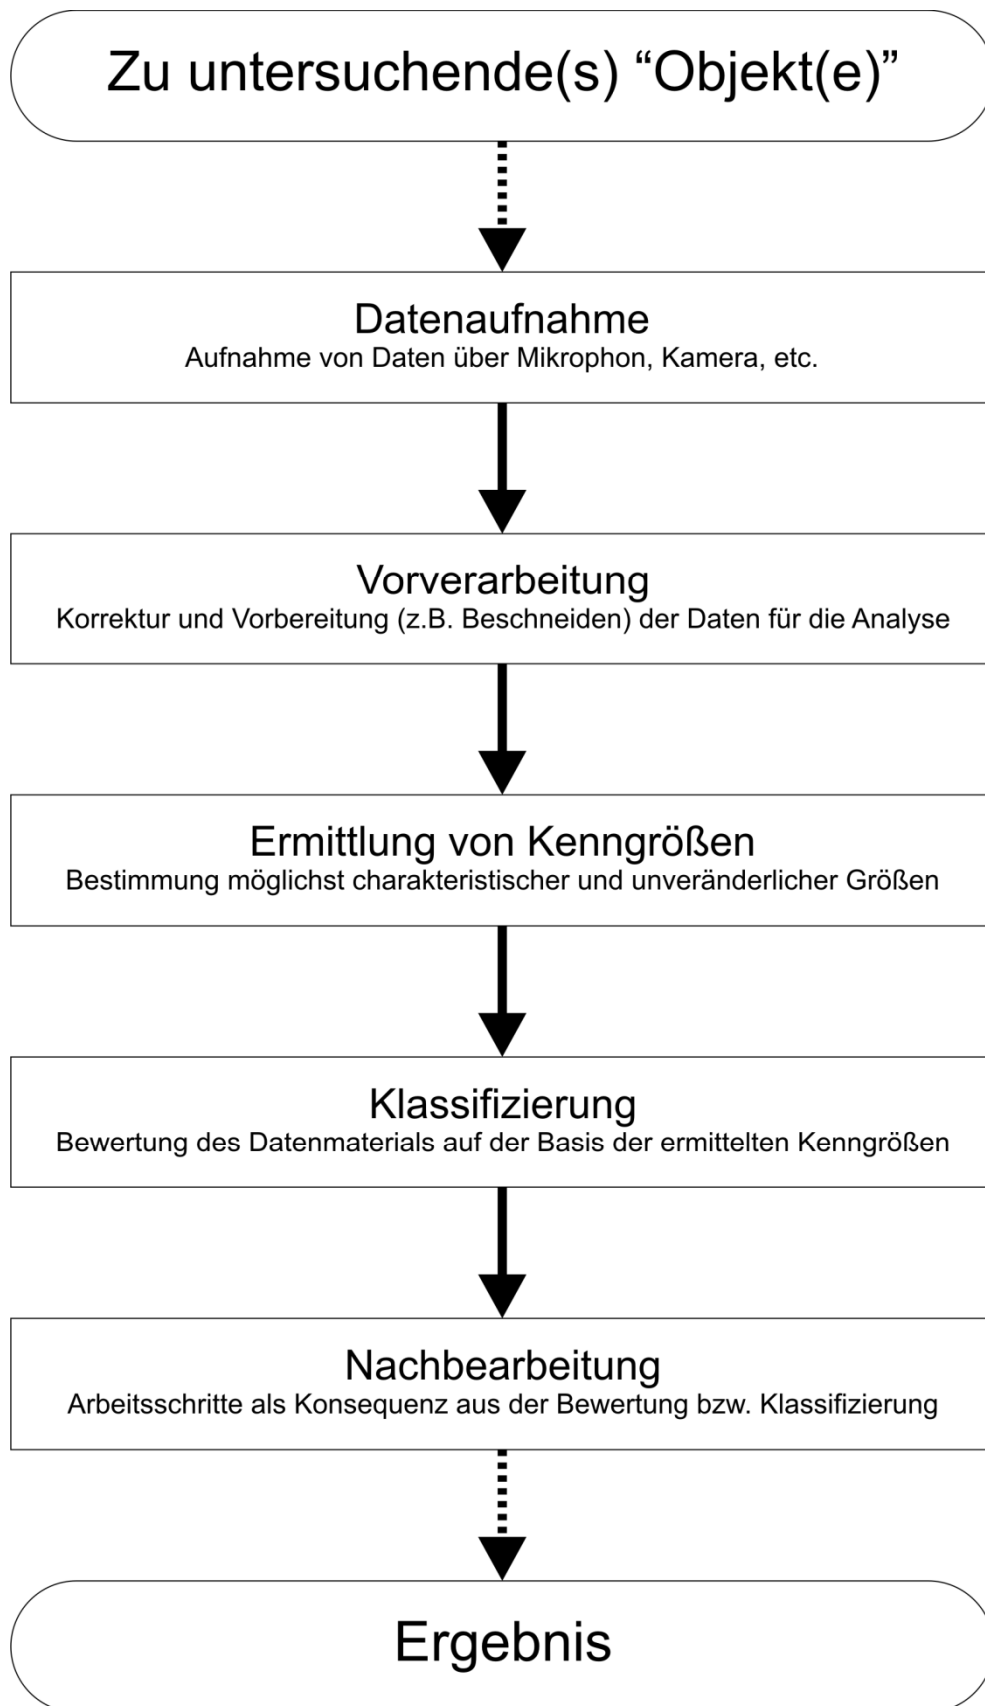 Zu untersuchende(s) “Objekt(e)”
Datenaufnahme
Aufnahme von Daten über Mikrophon, Kamera, etc.
Vorverarbeitung
Korrektur und Vorbereitung (z.B. Beschneiden) der Daten für die Analyse
Ermittlung von Kenngrößen
Bestimmung möglichst charakteristischer und unveränderlicher Größen
Klassifizierung
Bewertung des Datenmaterials auf der Basis der ermittelten Kenngrößen
Nachbearbeitung
Arbeitsschritte als Konsequenz aus der Bewertung bzw. Klassifizierung
Ergebnis